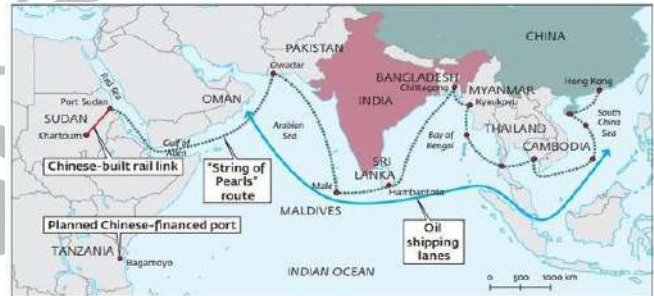 CHINA
PAKISTAN
Gwadar
BANGLADESH
Chittagong
Hong Kong
OMAN
INDIA
MYANMAR
Kyaukpyu
Red Sea
Port Sudan
SUDAN
Khartoum
Arabian
Sea
Bay of
Bengal
THAILAND
South
China
Sea
CAMBODIA
Gulf of
Aden
Chinese-built rail link
"String of
Pearls"
route
SRI
LANKA
Male
Hambantota
MALDIVES
Oil
shipping
lanes
Planned Chinese-financed port
TANZANIA
Bagamoyo
INDIAN OCEAN
0 500 1000 km